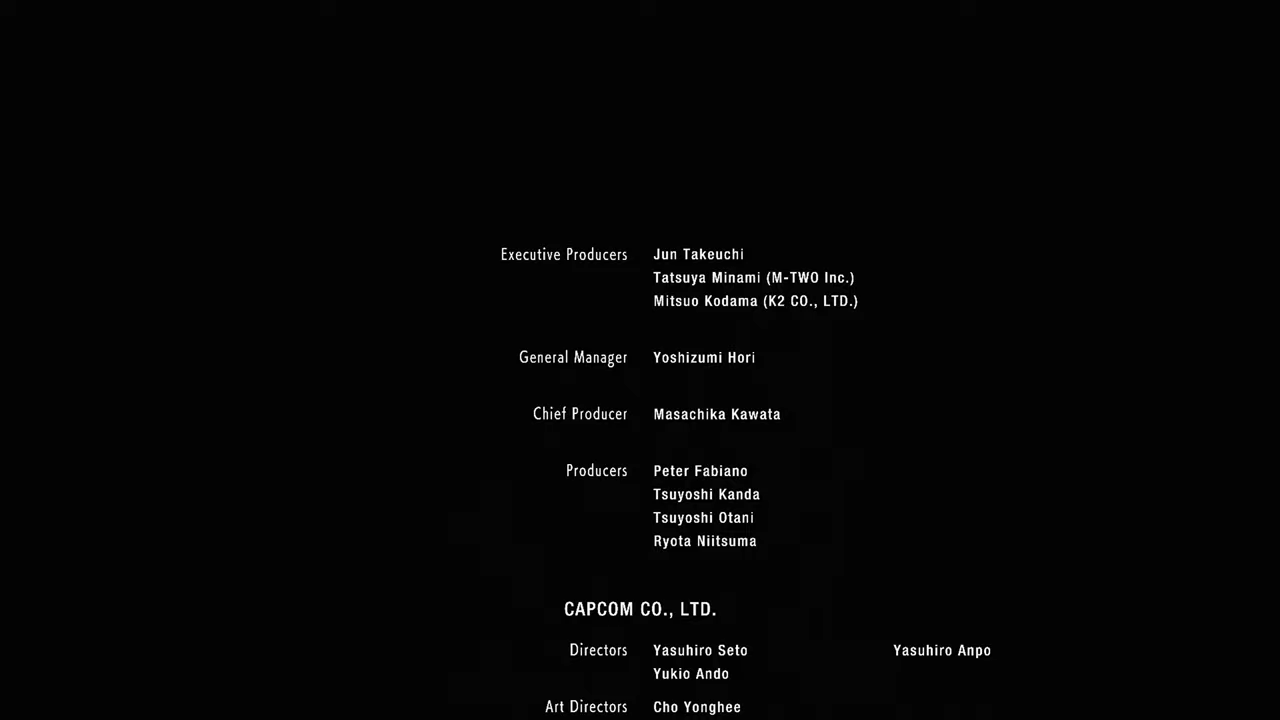 Executive Producers Jun Takeuchi
Tatsuya Minami (M-TWO Inc.)
Mitsuo Kodama (K2 CO., LTD.)
General Manager Yoshizumi Hori
Chief Producer Masachika Kawata
Producers Peter Fabiano
Tsuyoshi Kanda
Tsuyoshi Otani
Ryota Niitsuma
CAPCOM CO., LTD.
Directors Yasuhiro Seto Yasuhiro Anpo
Yukio Ando
Art Directors Cho Yonghee